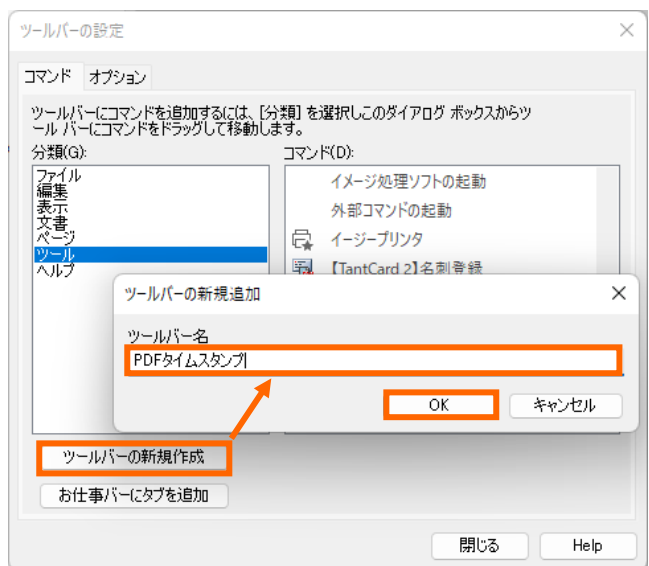 ツールバーの設定
コマンド オプション
ツールバーにコマンドを追加するには、[分類] を選択しこのダイアログ ボックスからツ
ール バーにコマンドをドラッグして移動します。
分類(G):
コマンド(D):
ファイル
編集
表示
文書
ページ
ツール
ヘルプ
イメージ処理ソフトの起動
外部コマンドの起動
イージープリンタ
【TantCard 2】名刺登録
ツールバーの新規追加
ツールバー名
PDFタイムスタンプ
OK キャンセル
ツールバーの新規作成
お仕事バーにタブを追加
閉じる Help